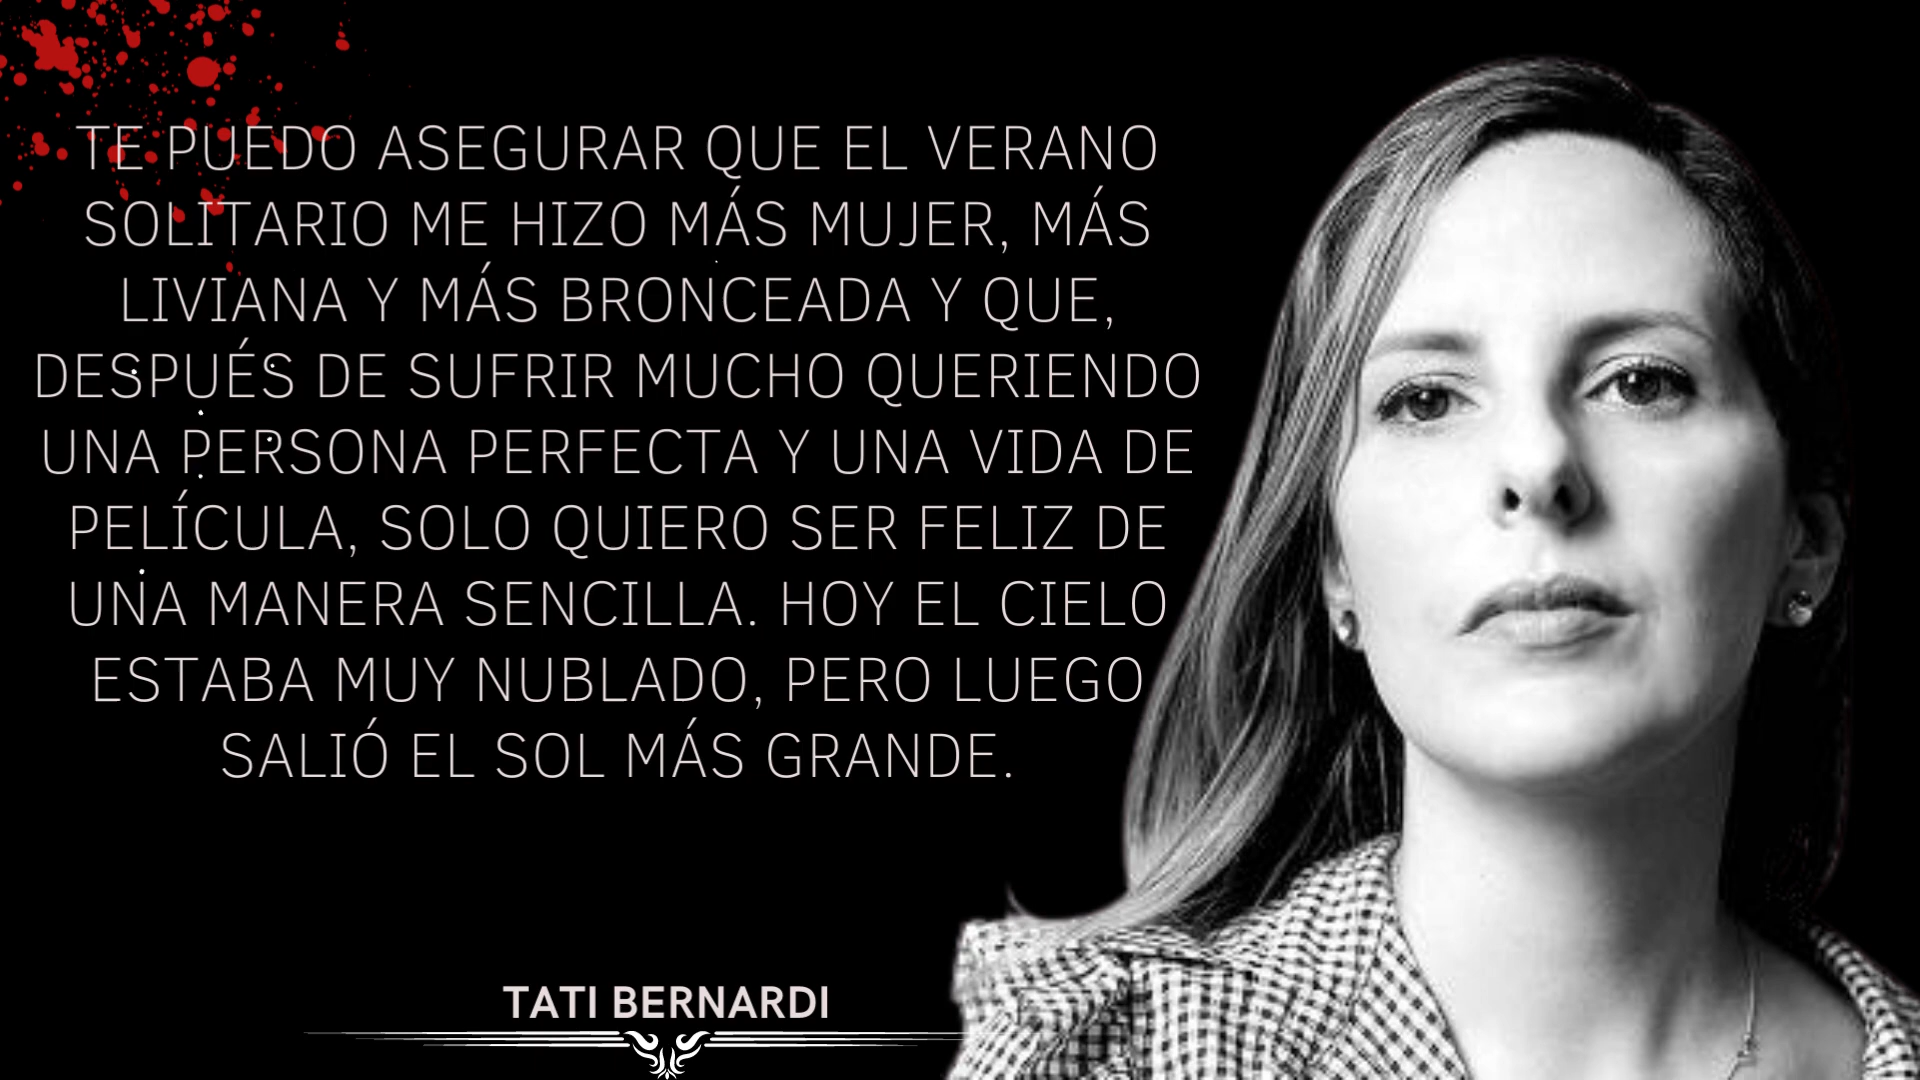 TE PUEDO ASEGURAR QUE EL VERANO
SOLITARIO ME HIZO MÁS MUJER, MÁS
LIVIANA Y MÁS BRONCEADA Y QUE,
DESPUÉS DE SUFRIR MUCHO QUERIENDO
UNA PERSONA PERFECTA Y UNA VIDA DE
PELÍCULA, SOLO QUIERO SER FELIZ DE
UNA MANERA SENCILLA. HOY EL CIELO
ESTABA MUY NUBLADO, PERO LUEGO
SALIÓ EL SOL MÁS GRANDE.
TATI BERNARDI